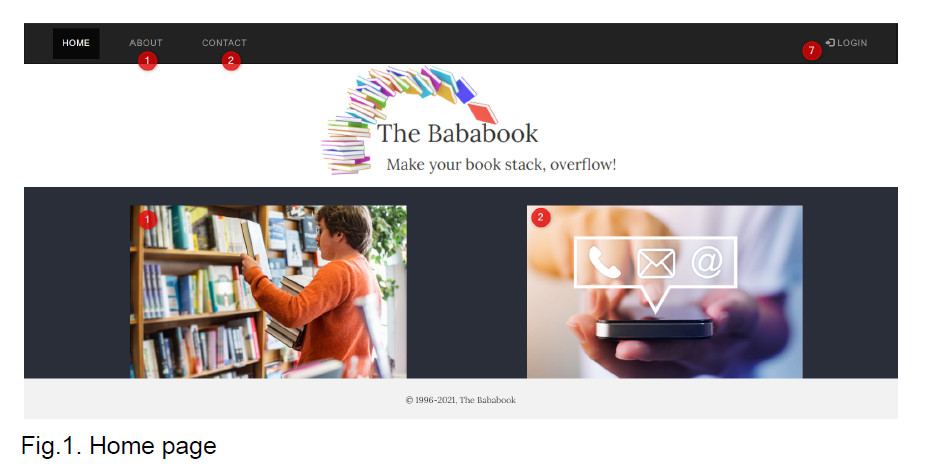 HOME ABOUT CONTACT 7 LOGIN
1 2
The Bababook
Make your book stack, overflow!
1 2
@
© 1996-2021, The Bababook
Fig.1. Home page